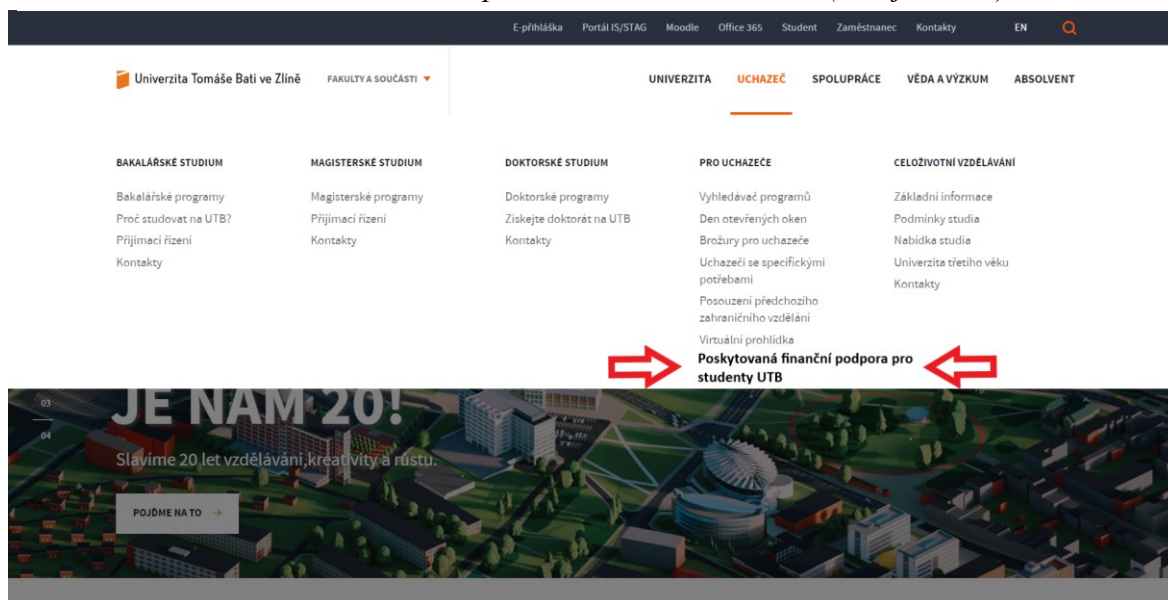 E-přihláška Portál IS/STAG Moodle Office 365 Student Zaměstnanec Kontakty EN
Univerzita Tomáše Bati ve Zlíně FAKULTY A SOUČÁSTI UNIVERZITA UCHAZEČ SPOLUPRÁCE VĚDA A VÝZKUM ABSOLVENT
BAKALÁŘSKÉ STUDIUM
Bakalářské programy
Proč studovat na UTB?
Přijímací řízení
Kontakty
MAGISTERSKÉ STUDIUM
Magisterské programy
Přijímací řízení
Kontakty
DOKTORSKÉ STUDIUM
Doktorské programy
Získejte doktorát na UTB
Kontakty
PRO UCHAZEČE
Vyhledávač programů
Den otevřených oken
Brožury pro uchazeče
Uchazeči se specifickými
potřebami
Posouzení předchozího
zahraničního vzdělání
Virtuální prohlídka
Poskytovaná finanční podpora pro
studenty UTB
CELOŽIVOTNÍ VZDĚLÁVÁNÍ
Základní informace
Podmínky studia
Nabídka studia
Univerzita třetího věku
Kontakty
03
04
JE NÁM 20!
Slavíme 20 let vzdělávání,kreativity a růstu.
POJĎME NA TO →